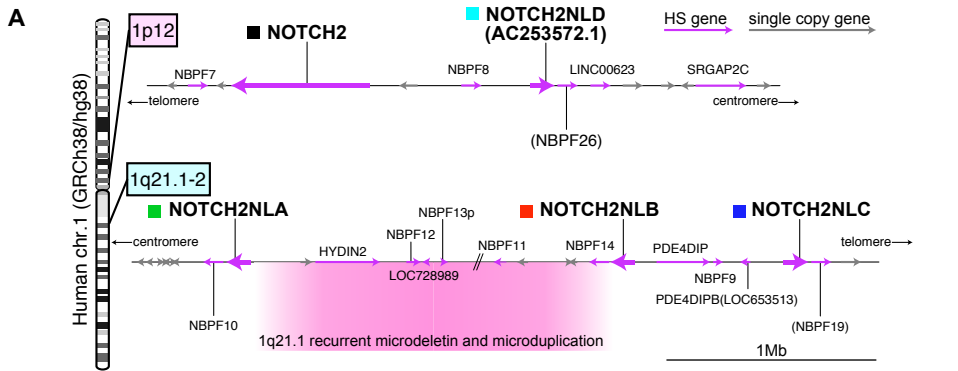 A
Human chr.1 (GRCh38/hg38)
1p12
NOTCH2
NOTCH2NLD
(AC253572.1)
HS gene
single copy gene
NBPF7
NBPF8
LINC00623
SRGAP2C
telomere
centromere
(NBPF26)
1q21.1-2
NOTCH2NLA
NOTCH2NLB
NOTCH2NLC
NBPF13p
centromere
telomere
HYDIN2
NBPF12
NBPF11
NBPF14
PDE4DIP
LOC728989
NBPF9
PDE4DIPB(LOC653513)
NBPF10
(NBPF19)
1q21.1 recurrent microdeletin and microduplication
1Mb